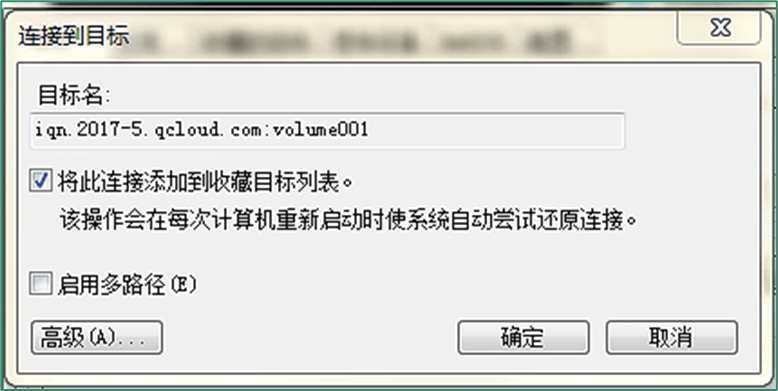 连接到目标
目标名:
iqn.2017-5.qcloud.com:volume001
将此连接添加到收藏目标列表。
该操作会在每次计算机重新启动时使系统自动尝试还原连接。
启用多路径(E)
高级(A)... 确定 取消